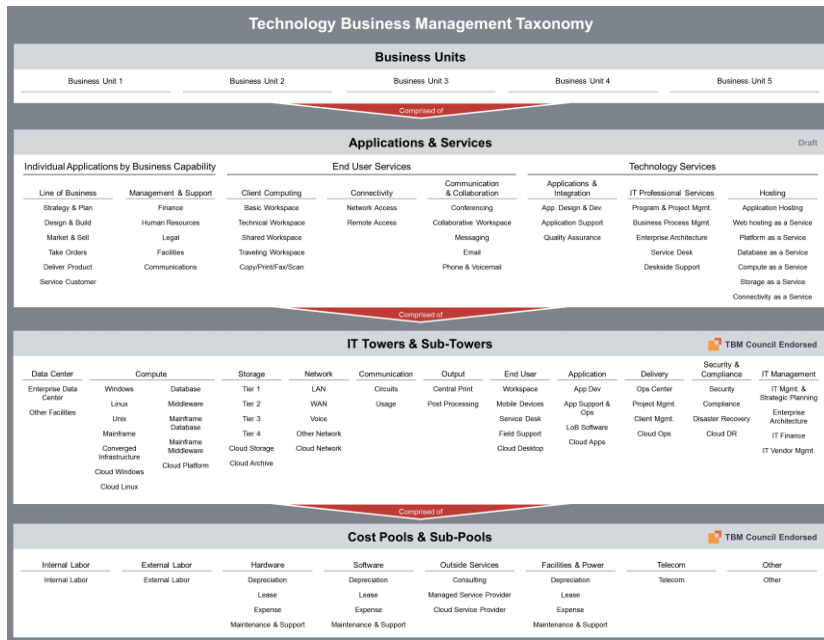 Technology Business Management Taxonomy
Business Units
Business Unit 1
Business Unit 2
Business Unit 3
Business Unit 4
Business Unit 5
Comprised of
Applications & Services
Draft
Individual Applications by Business Capability
End User Services
Technology Services
Line of Business
Strategy & Plan
Design & Build
Market & Sell
Take Orders
Deliver Product
Service Customer
Management & Support
Finance
Human Resources
Legal
Facilities
Communications
Client Computing
Basic Workspace
Technical Workspace
Shared Workspace
Traveling Workspace
Copy/Print/Fax/Scan
Connectivity
Network Access
Remote Access
Communication
& Collaboration
Conferencing
Collaborative Workspace
Messaging
Email
Phone & Voicemail
Applications &
Integration
App. Design & Dev.
Application Support
Quality Assurance
IT Professional Services
Program & Project Mgmt.
Business Process Mgmt.
Enterprise Architecture
Service Desk
Deskside Support
Hosting
Application Hosting
Web hosting as a Service
Platform as a Service
Database as a Service
Compute as a Service
Storage as a Service
Connectivity as a Service
Comprised of
IT Towers & Sub-Towers
TBM Council Endorsed
Data Center
Enterprise Data
Center
Other Facilities
Compute
Windows
Linux
Unix
Mainframe
Converged
Infrastructure
Cloud Windows
Cloud Linux
Database
Middleware
Mainframe
Database
Mainframe
Middleware
Cloud Platform
Storage
Tier 1
Tier 2
Tier 3
Tier 4
Cloud Storage
Cloud Archive
Network
LAN
WAN
Voice
Other Network
Cloud Network
Communication
Circuits
Usage
Output
Central Print
Post Processing
End User
Workspace
Mobile Devices
Service Desk
Field Support
Cloud Desktop
Application
App Dev
App Support &
Ops
LoB Software
Cloud Apps
Delivery
Ops Center
Project Mgmt.
Client Mgmt.
Cloud Ops
Security &
Compliance
Security
Compliance
Disaster Recovery
Cloud DR
IT Management
IT Mgmt. &
Strategic Planning
Enterprise
Architecture
IT Finance
IT Vendor Mgmt.
Comprised of
Cost Pools & Sub-Pools
TBM Council Endorsed
Internal Labor
Internal Labor
External Labor
External Labor
Hardware
Depreciation
Lease
Expense
Maintenance & Support
Software
Depreciation
Lease
Expense
Maintenance & Support
Outside Services
Consulting
Managed Service Provider
Cloud Service Provider
Facilities & Power
Depreciation
Lease
Expense
Maintenance & Support
Telecom
Telecom
Other
Other